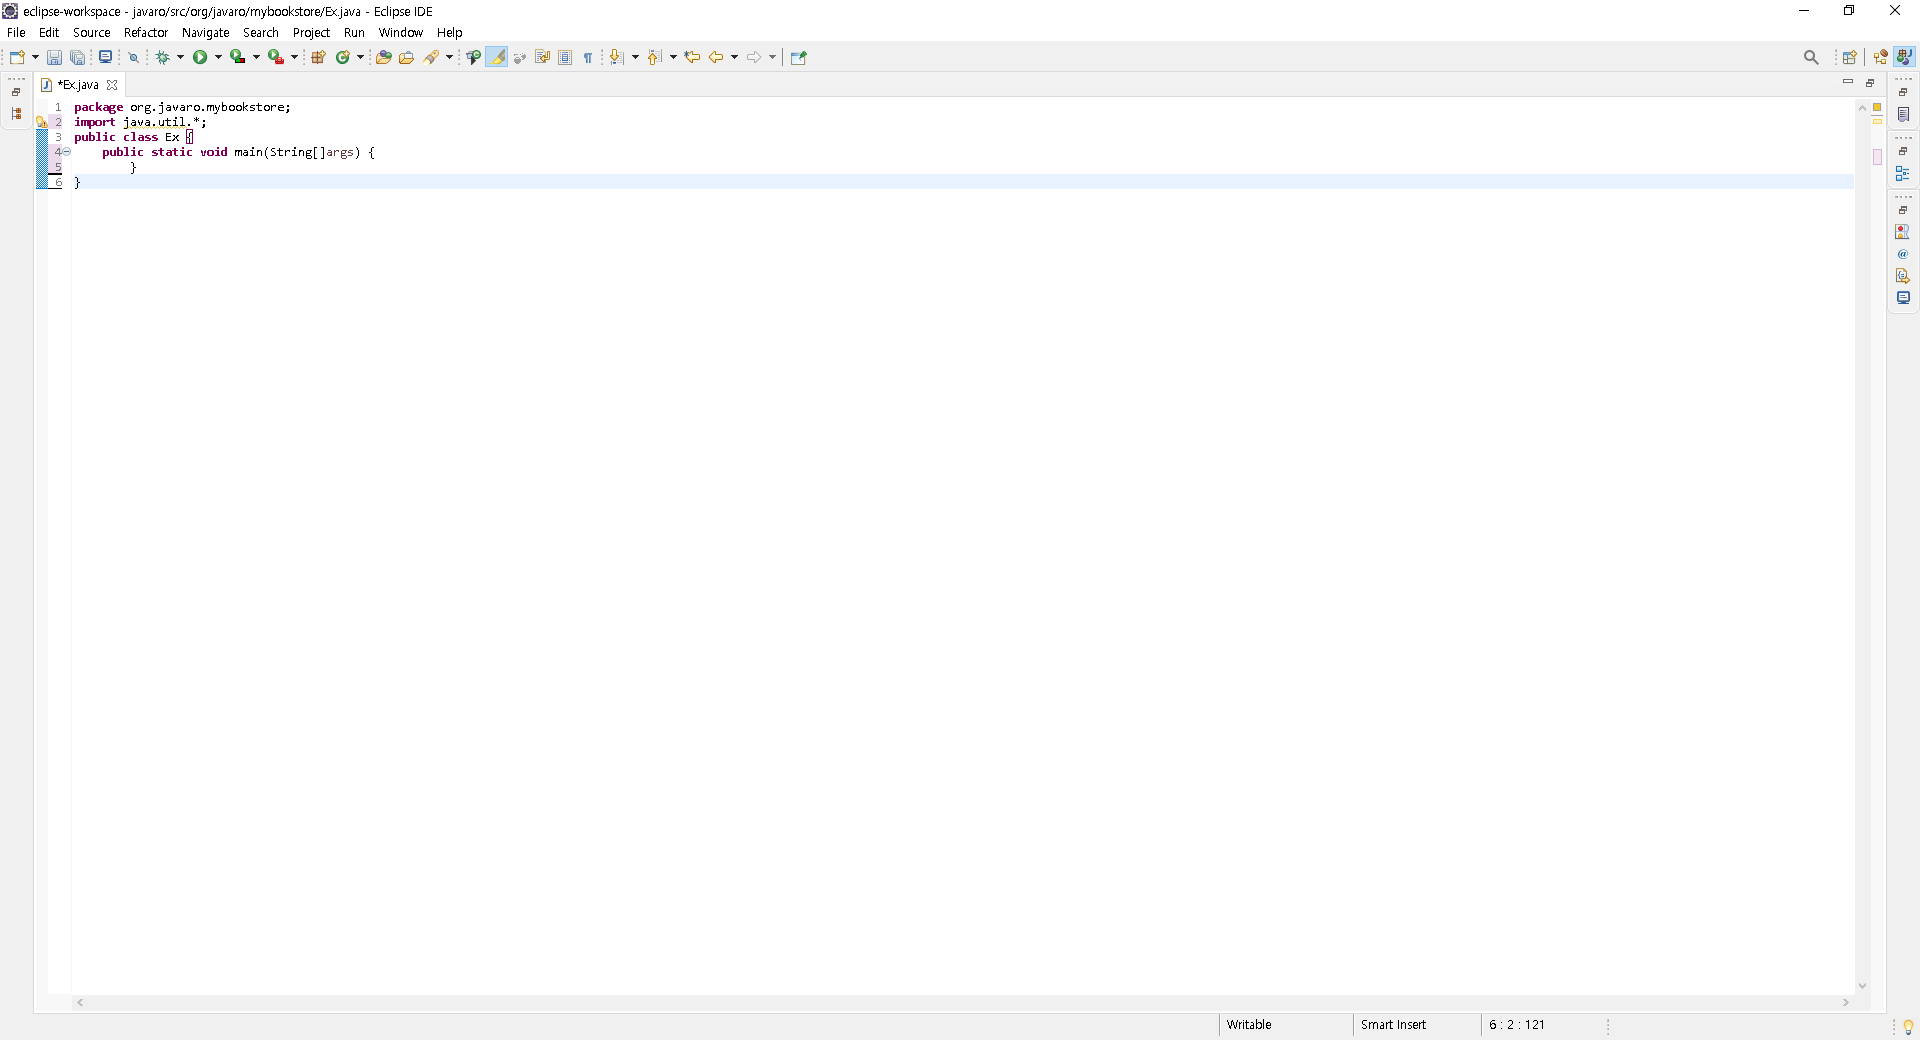 eclipse-workspace - javaro/src/org/javaro/mybookstore/Ex.java - Eclipse IDE
File Edit Source Refactor Navigate Search Project Run Window Help
*Ex.java
1 package org.javaro.mybookstore;
2 import java.util.*;
3 public class Ex {
4 public static void main(String[]args) {
5 }
6 }
Writable Smart Insert 6 : 2 : 121